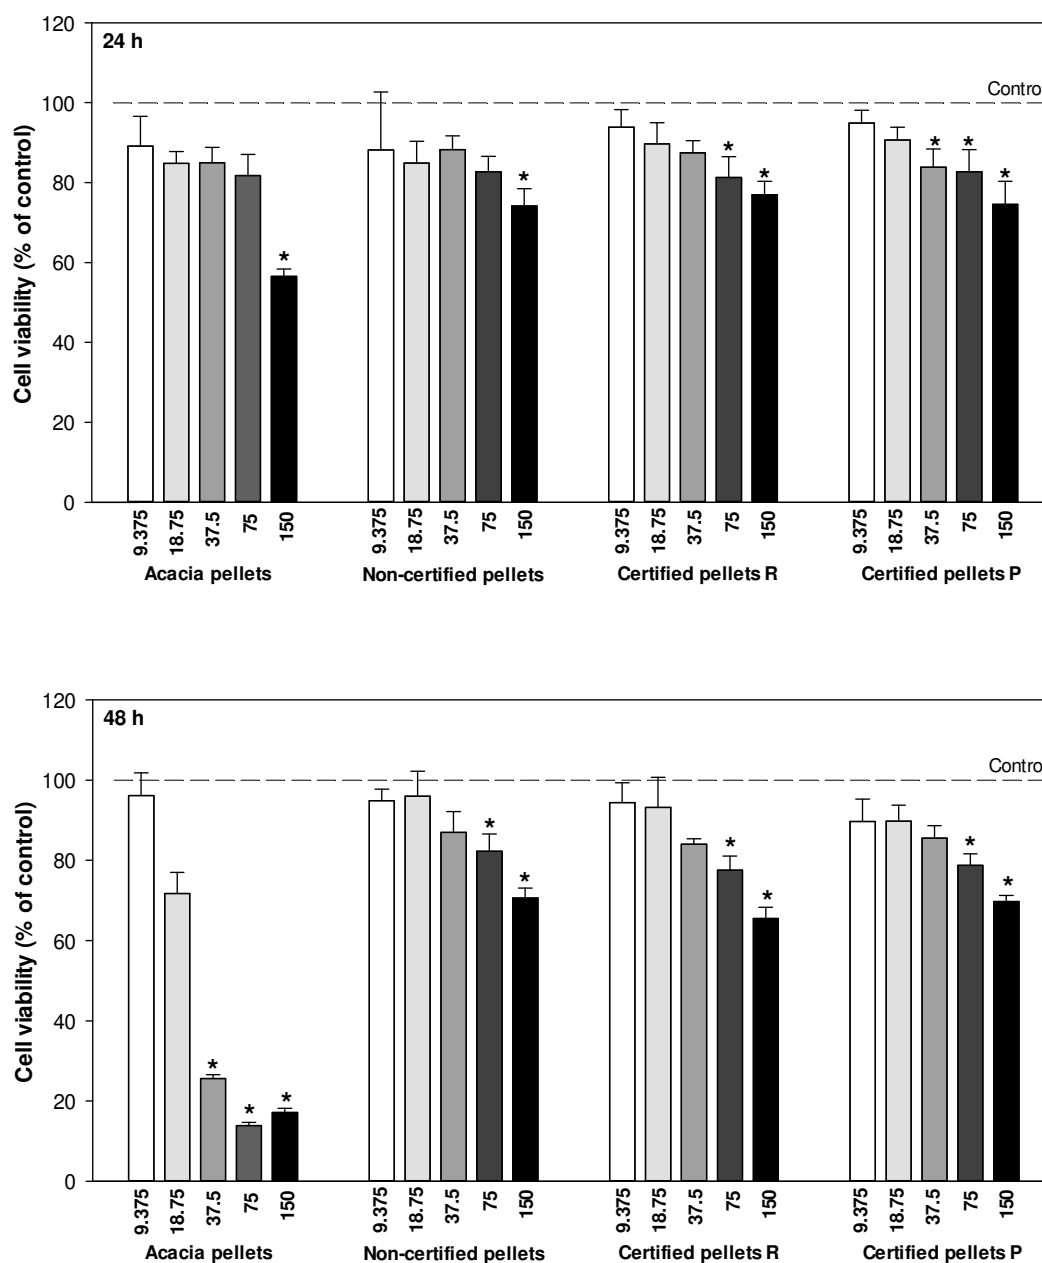 120
24 h
100
Contro
80
60
40
20
0
Cell viability (% of control)
* * * * * * *
9.375 18.75 37.5 75 150 9.375 18.75 37.5 75 150 9.375 18.75 37.5 75 150 9.375 18.75 37.5 75 150
Acacia pellets Non-certified pellets Certified pellets R Certified pellets P
120
48 h
100
Contro
80
60
40
20
0
Cell viability (% of control)
* * * * * * * * *
9.375 18.75 37.5 75 150 9.375 18.75 37.5 75 150 9.375 18.75 37.5 75 150 9.375 18.75 37.5 75 150
Acacia pellets Non-certified pellets Certified pellets R Certified pellets P